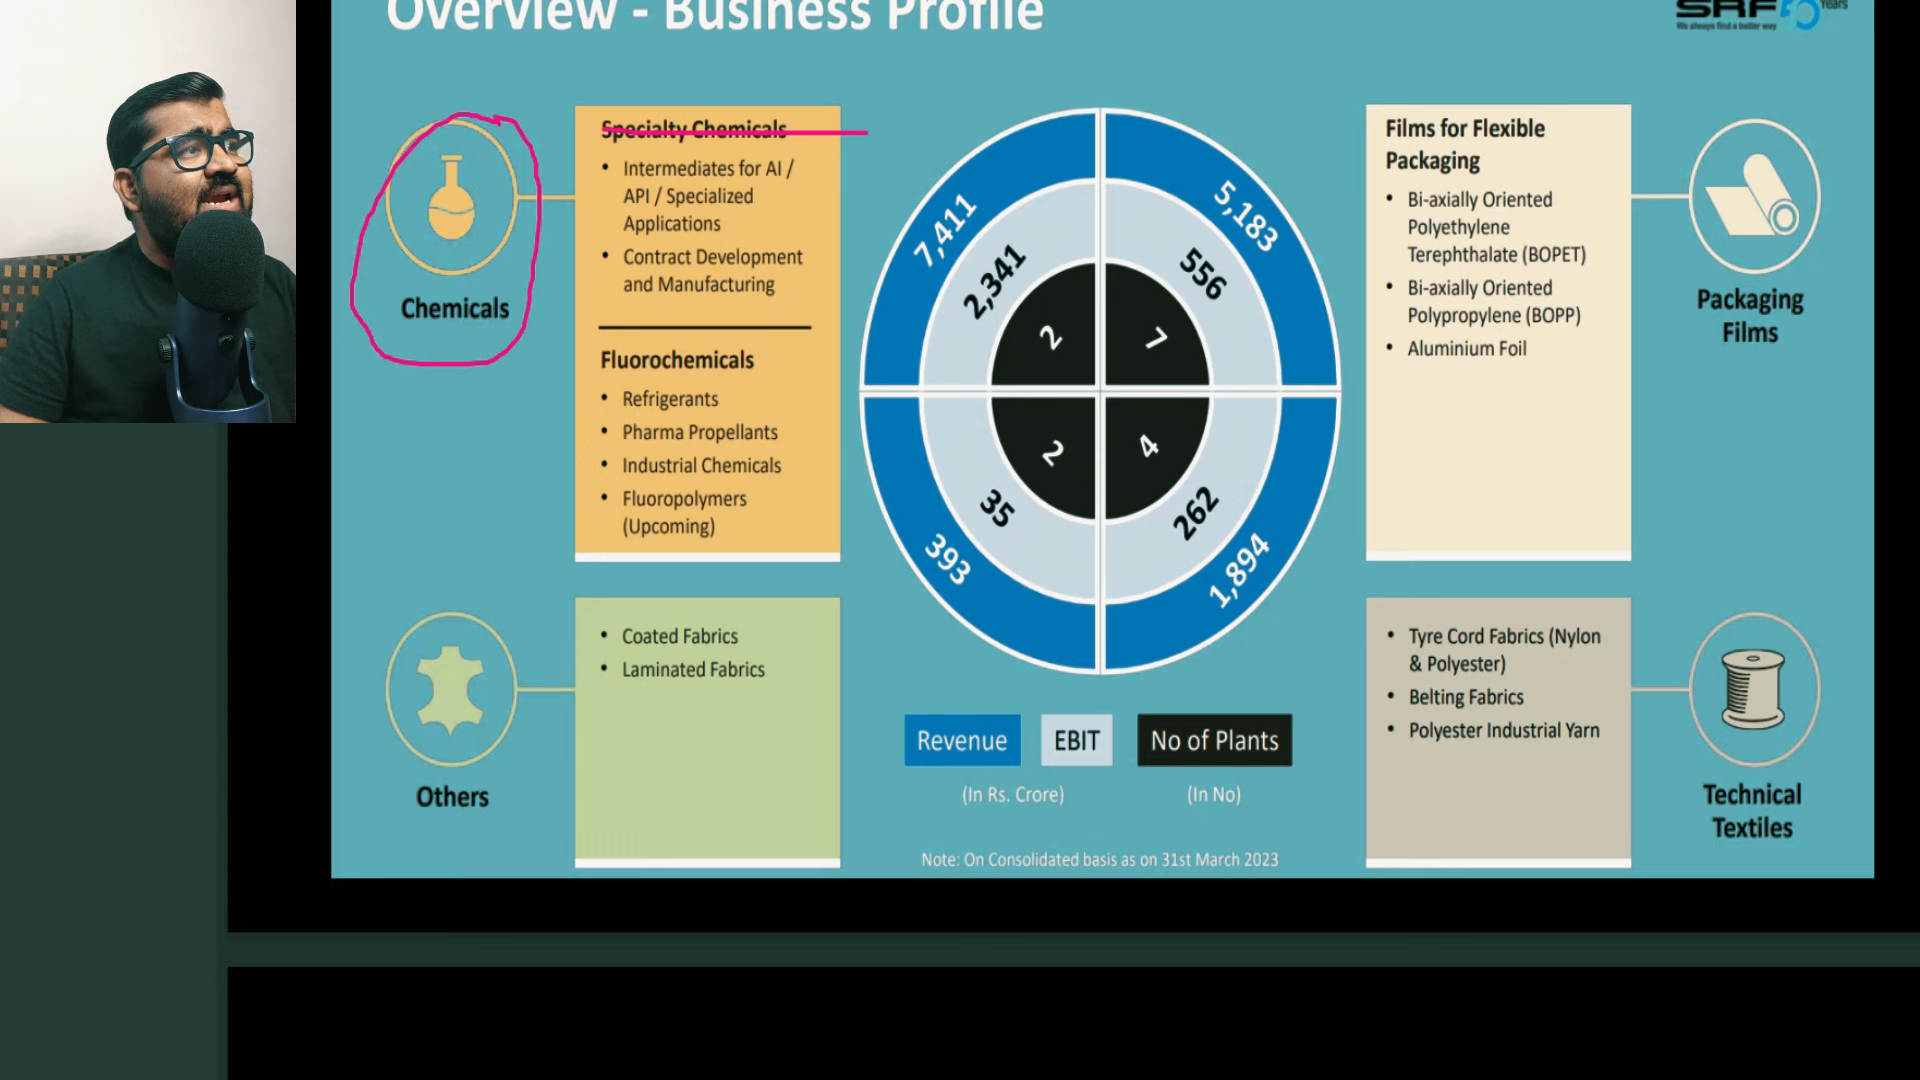 Overview - Business Profile
SRF 50 Years
We always find a better way
Chemicals
Specialty Chemicals
• Intermediates for AI /
API / Specialized
Applications
• Contract Development
and Manufacturing
Fluorochemicals
• Refrigerants
• Pharma Propellants
• Industrial Chemicals
• Fluoropolymers
(Upcoming)
7,411
2,341
2
5,183
556
7
393
35
2
1,894
262
4
Films for Flexible
Packaging
• Bi-axially Oriented
Polyethylene
Terephthalate (BOPET)
• Bi-axially Oriented
Polypropylene (BOPP)
• Aluminium Foil
Packaging
Films
Others
• Coated Fabrics
• Laminated Fabrics
Revenue
EBIT
No of Plants
(In Rs. Crore)
(In No)
Note: On Consolidated basis as on 31st March 2023
• Tyre Cord Fabrics (Nylon
& Polyester)
• Belting Fabrics
• Polyester Industrial Yarn
Technical
Textiles